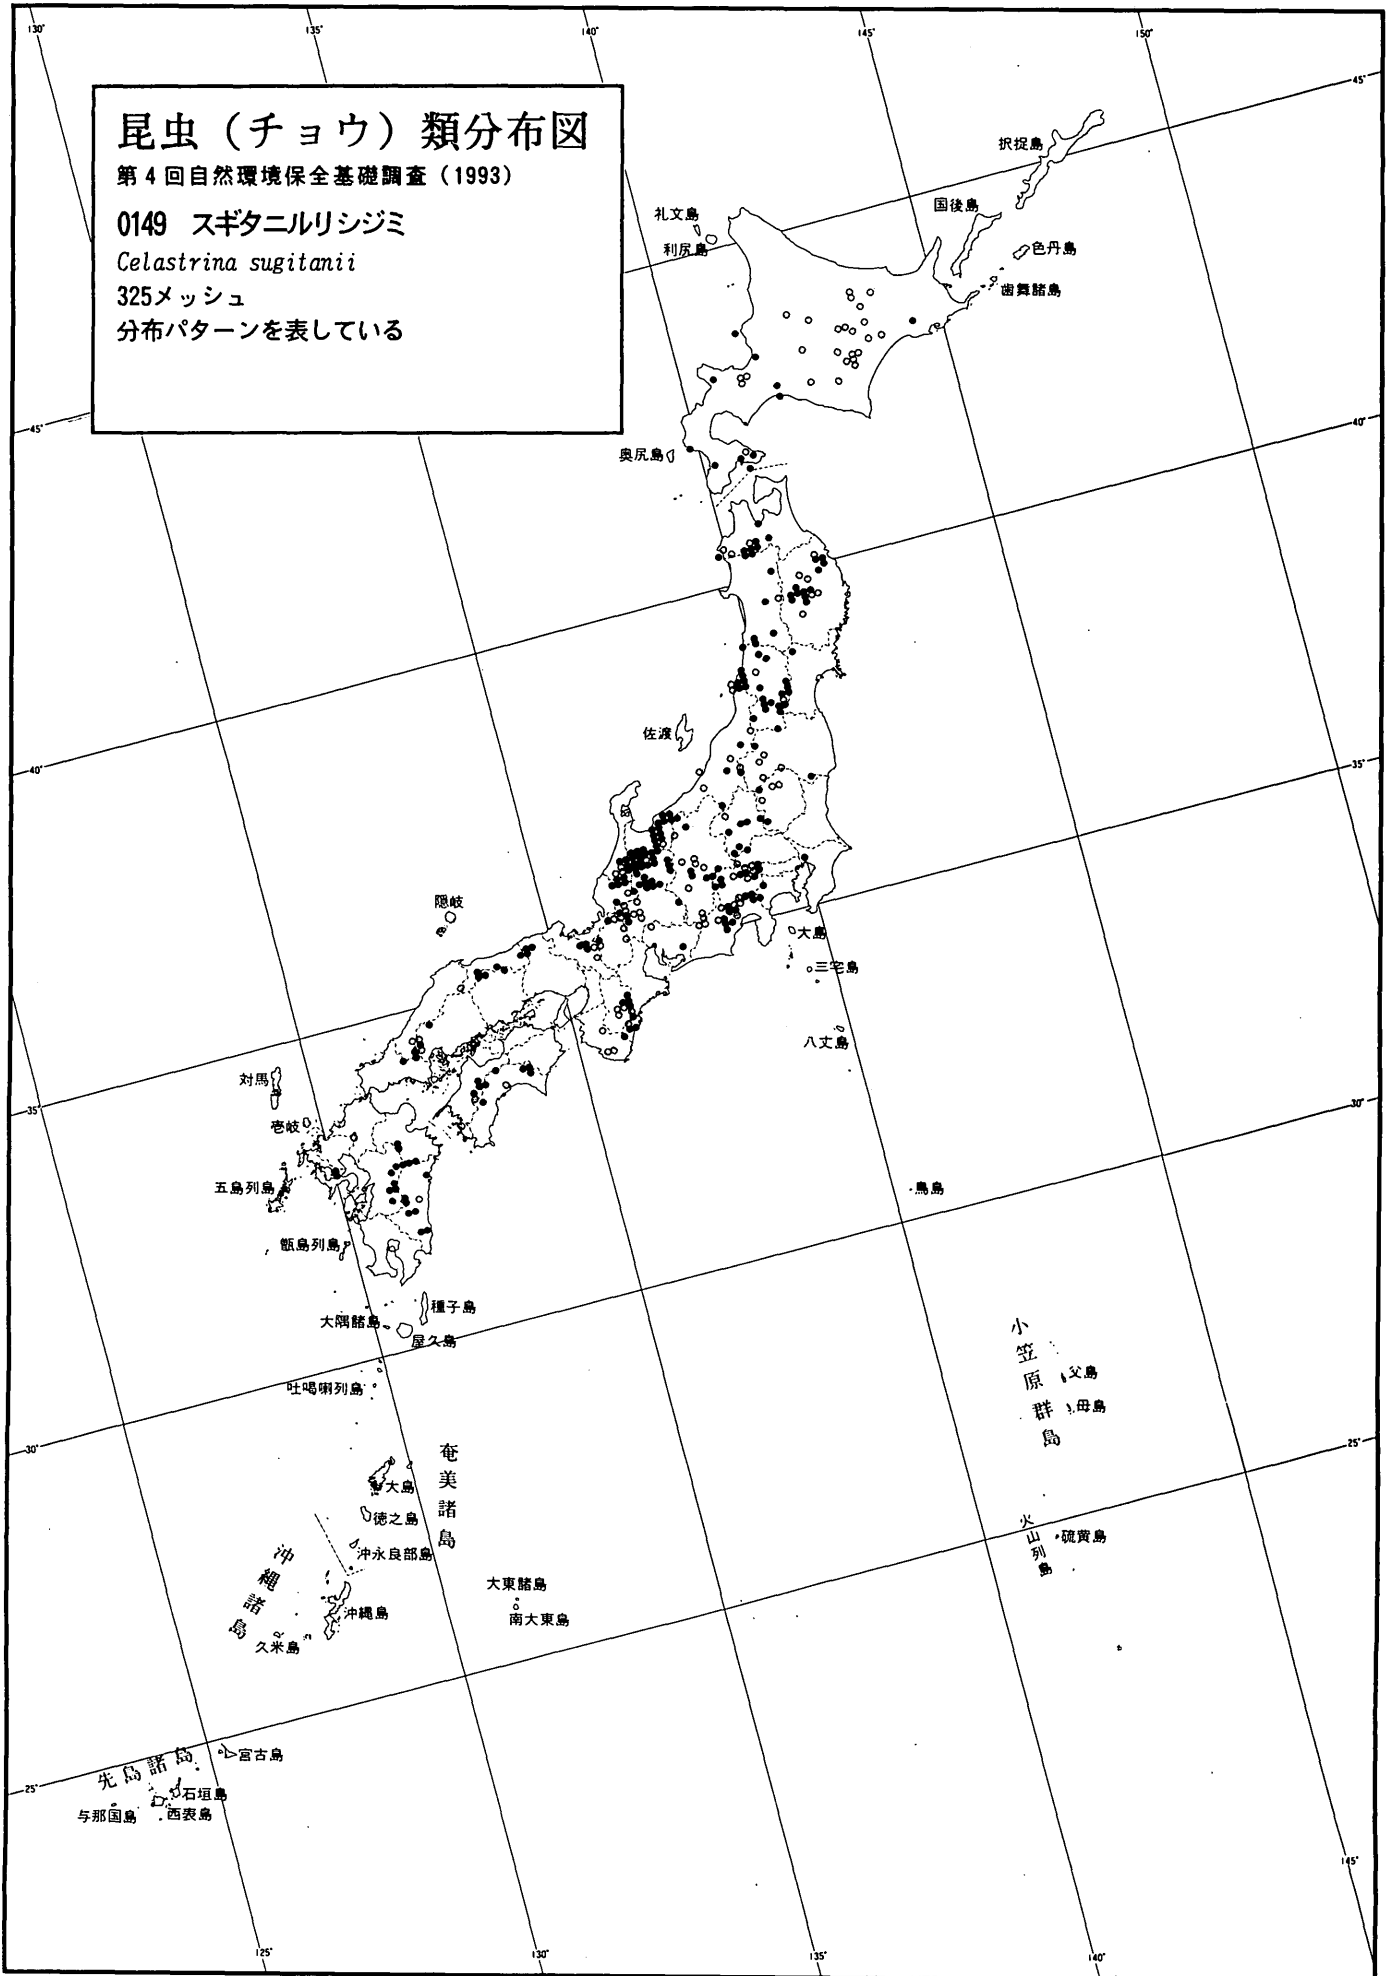 130°
135°
140°
145°
150°
昆虫（チョウ）類分布図
第4回自然環境保全基礎調査（1993）
0149　スギタニルリシジミ
Celastrina sugitanii
325メッシュ
分布パターンを表している
45°
択捉島
国後島
色丹島
歯舞諸島
礼文島
利尻島
45°
40°
奥尻島
佐渡
40°
35°
隠岐
大島
三宅島
八丈島
対馬
壱岐
35°
30°
五島列島
鳥島
甑島列島
種子島
大隅諸島
屋久島
吐喝喇列島
小笠原群島
父島
母島
30°
25°
奄美諸島
大島
徳之島
沖永良部島
火山列島
硫黄島
沖縄諸島
沖縄島
久米島
大東諸島
南大東島
先島諸島
宮古島
石垣島
西表島
与那国島
25°
145°
125°
130°
135°
140°